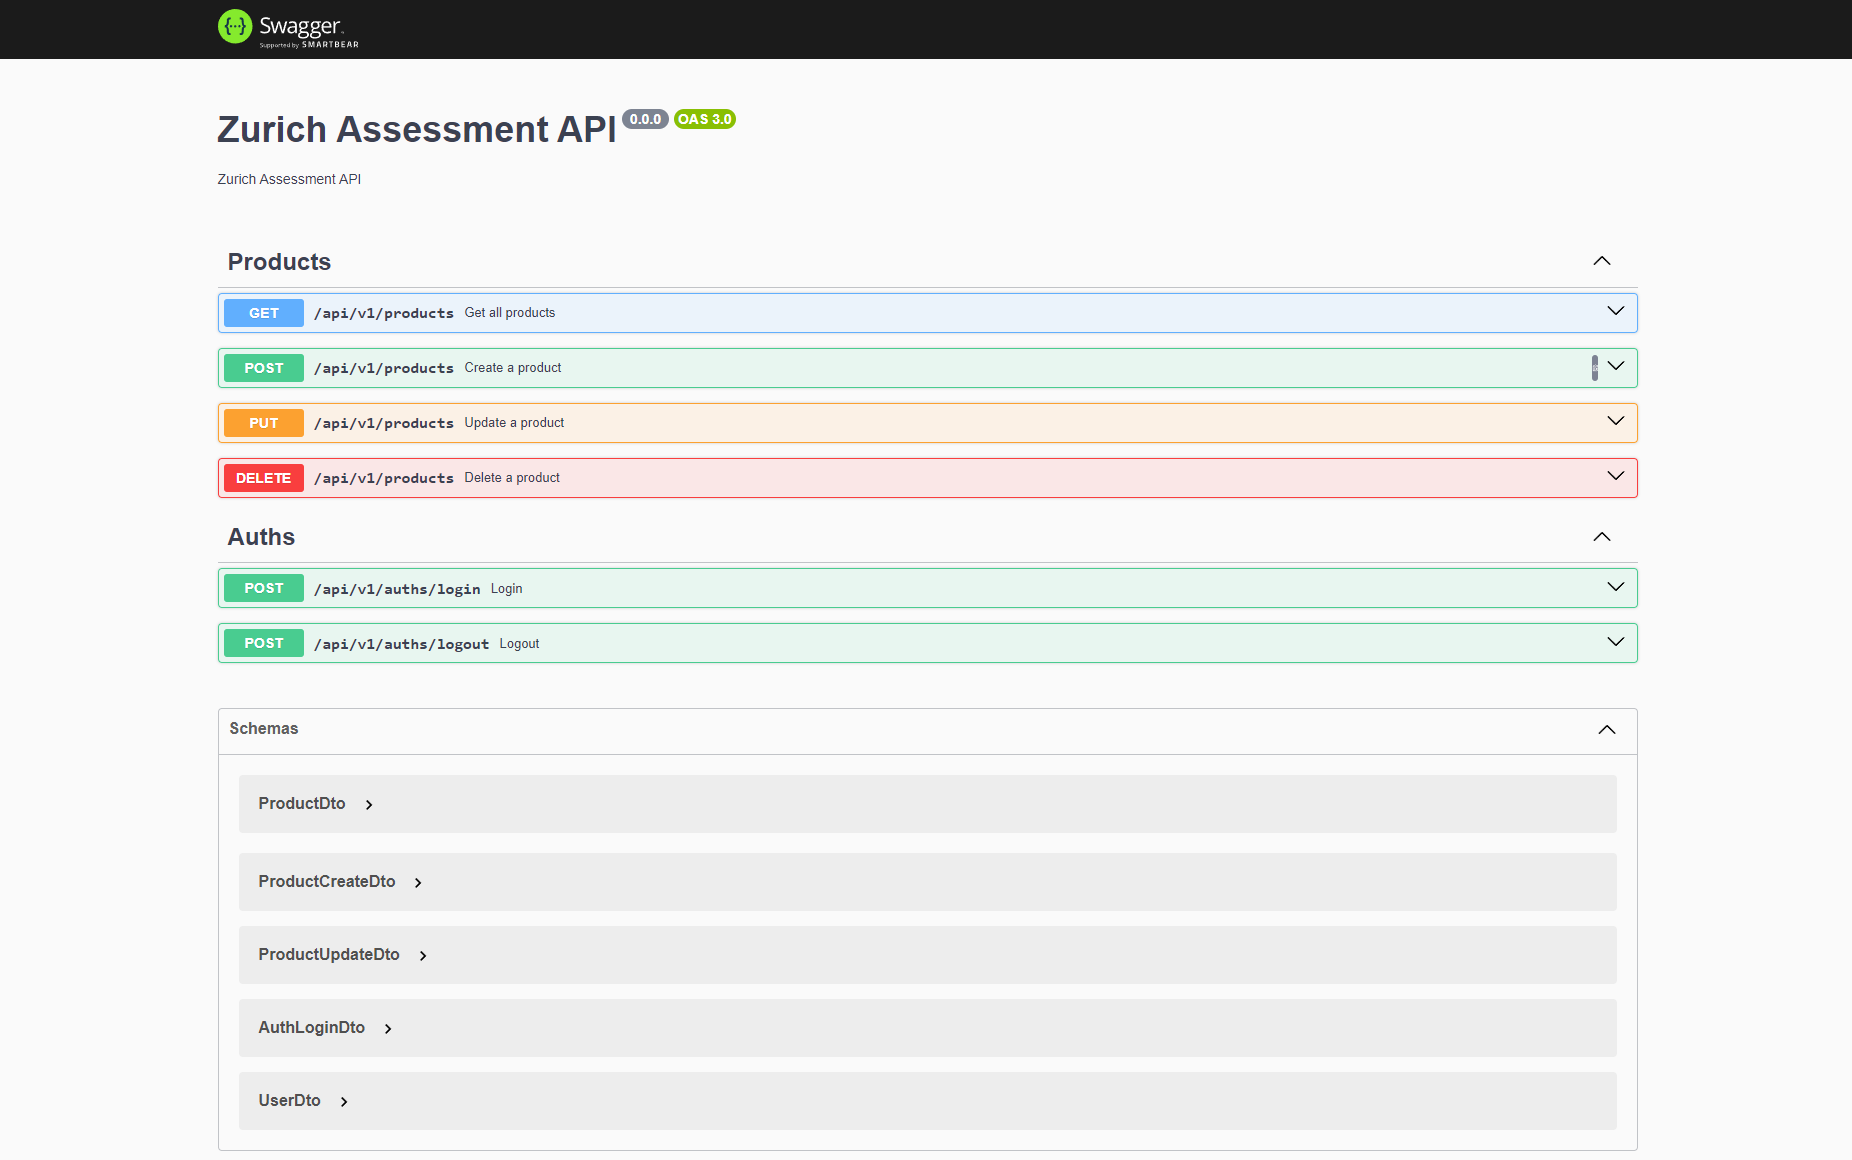 Swagger
Supported by SMARTBEAR
Zurich Assessment API 0.0.0 OAS 3.0
Zurich Assessment API
Products
GET /api/v1/products Get all products
POST /api/v1/products Create a product
PUT /api/v1/products Update a product
DELETE /api/v1/products Delete a product
Auths
POST /api/v1/auths/login Login
POST /api/v1/auths/logout Logout
Schemas
ProductDto
ProductCreateDto
ProductUpdateDto
AuthLoginDto
UserDto